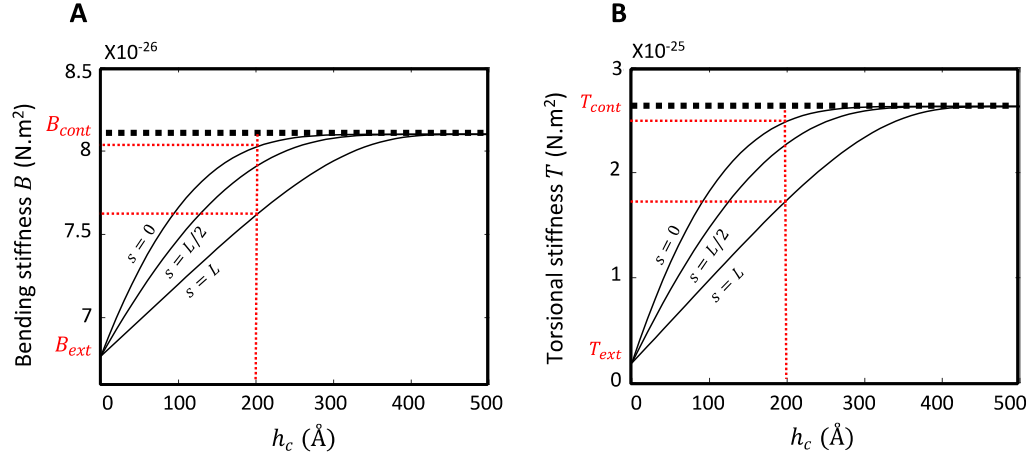 A
X10-26
8.5
8
7.5
7
B_cont
B_ext
Bending stiffness B (N.m2)
s = 0
s = L/2
s = L
0 100 200 300 400 500
h_c (Å)
B
X10-25
3
2
1
0
T_cont
T_ext
Torsional stiffness T (N.m2)
s = 0
s = L/2
s = L
0 100 200 300 400 500
h_c (Å)